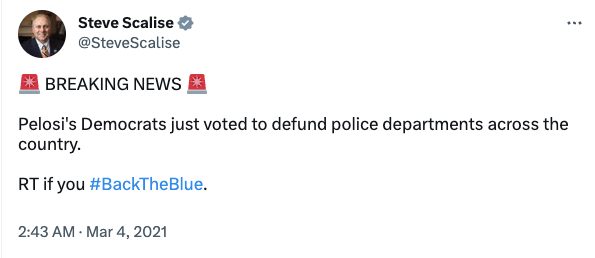 Steve Scalise
@SteveScalise
🚨 BREAKING NEWS 🚨
Pelosi's Democrats just voted to defund police departments across the
country.
RT if you #BackTheBlue.
2:43 AM · Mar 4, 2021